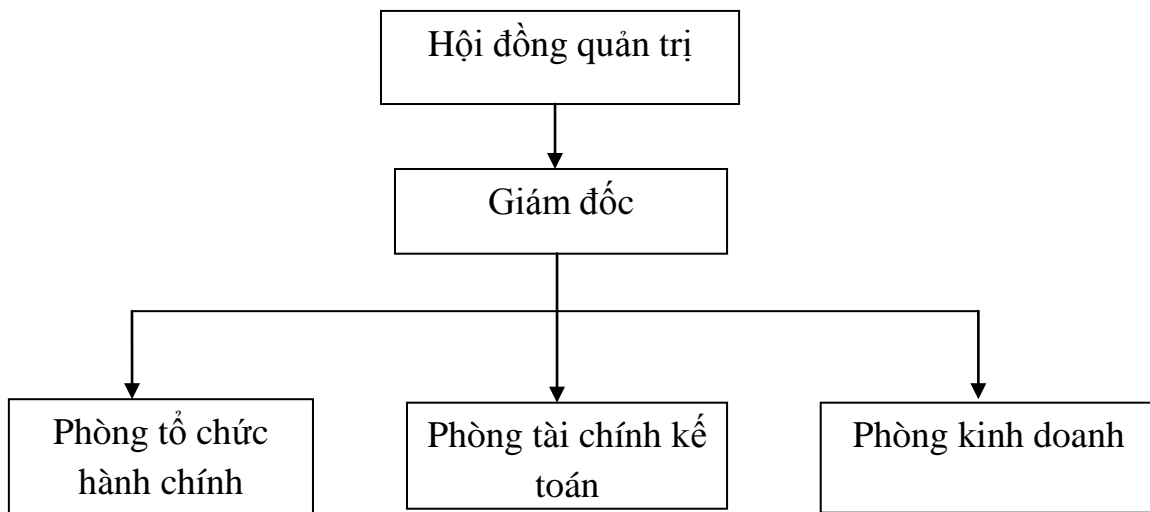 Hội đồng quản trị
Giám đốc
Phòng tổ chức
hành chính
Phòng tài chính kế
toán
Phòng kinh doanh